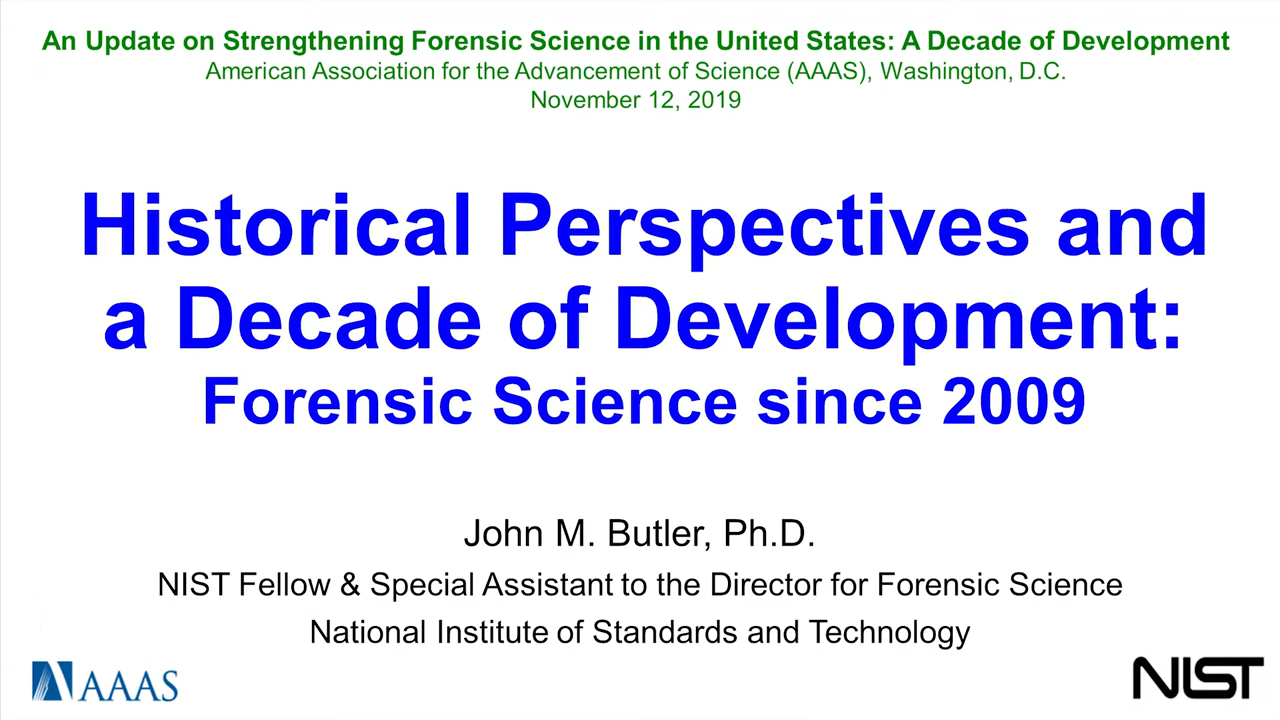 An Update on Strengthening Forensic Science in the United States: A Decade of Development
American Association for the Advancement of Science (AAAS), Washington, D.C.
November 12, 2019
Historical Perspectives and
a Decade of Development:
Forensic Science since 2009
John M. Butler, Ph.D.
NIST Fellow & Special Assistant to the Director for Forensic Science
National Institute of Standards and Technology
AAAS
NIST